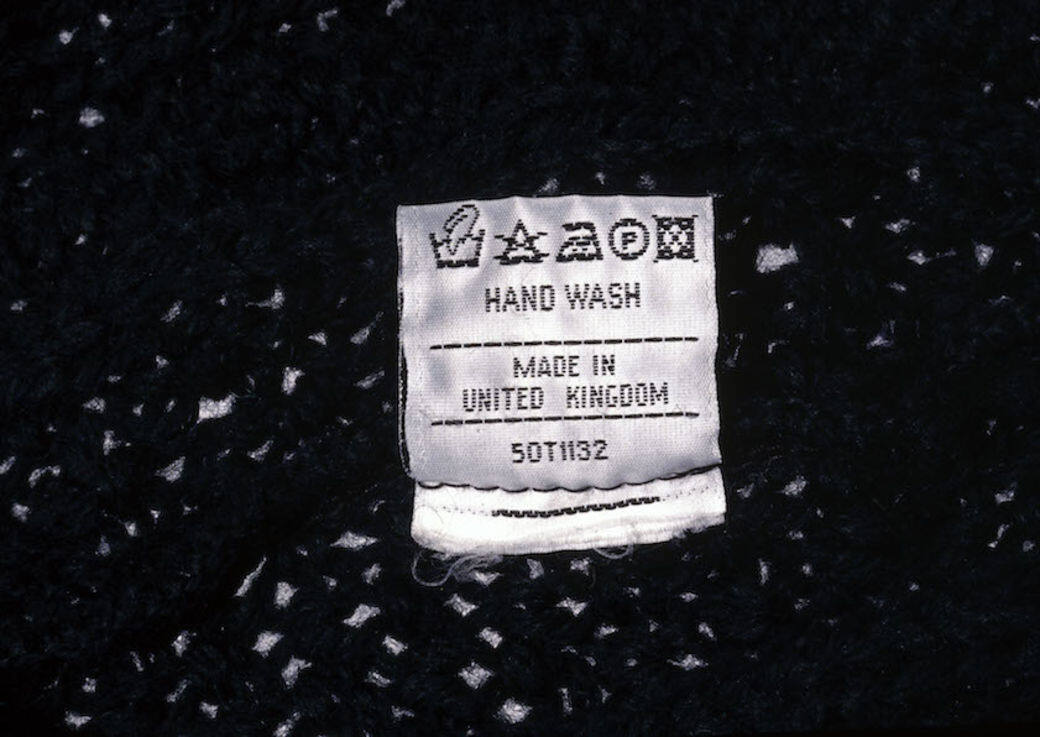 P
HAND WASH
MADE IN
UNITED KINGDOM
50T1132